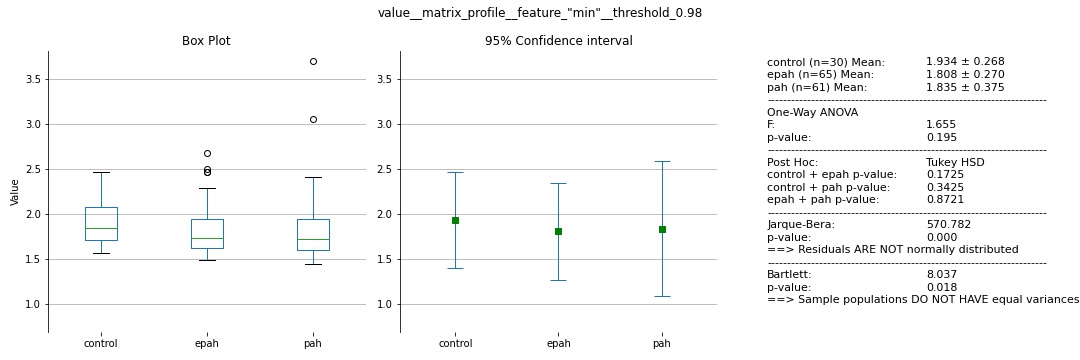 value__matrix_profile__feature_"min"__threshold_0.98
Box Plot
Value
3.5
3.0
2.5
2.0
1.5
1.0
control epah pah
95% Confidence interval
3.5
3.0
2.5
2.0
1.5
1.0
control epah pah
control (n=30) Mean: 1.934 ± 0.268
epah (n=65) Mean: 1.808 ± 0.270
pah (n=61) Mean: 1.835 ± 0.375
One-Way ANOVA
F: 1.655
p-value: 0.195
Post Hoc: Tukey HSD
control + epah p-value: 0.1725
control + pah p-value: 0.3425
epah + pah p-value: 0.8721
Jarque-Bera: 570.782
p-value: 0.000
==> Residuals ARE NOT normally distributed
Bartlett: 8.037
p-value: 0.018
==> Sample populations DO NOT HAVE equal variances